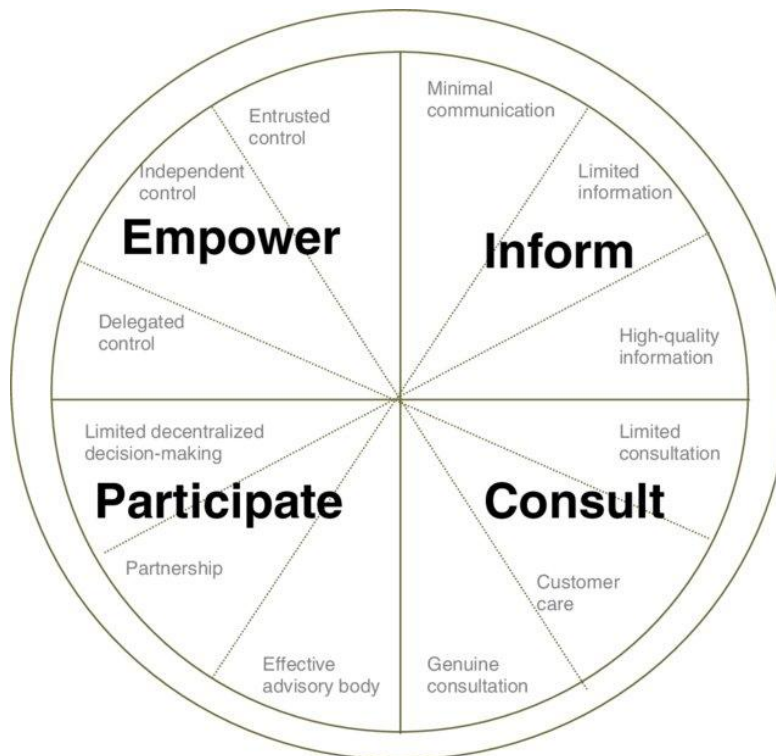 Minimal
communication
Limited
information
Inform
High-quality
information
Limited
consultation
Consult
Customer
care
Genuine
consultation
Effective
advisory body
Partnership
Participate
Limited decentralized
decision-making
Delegated
control
Empower
Independent
control
Entrusted
control